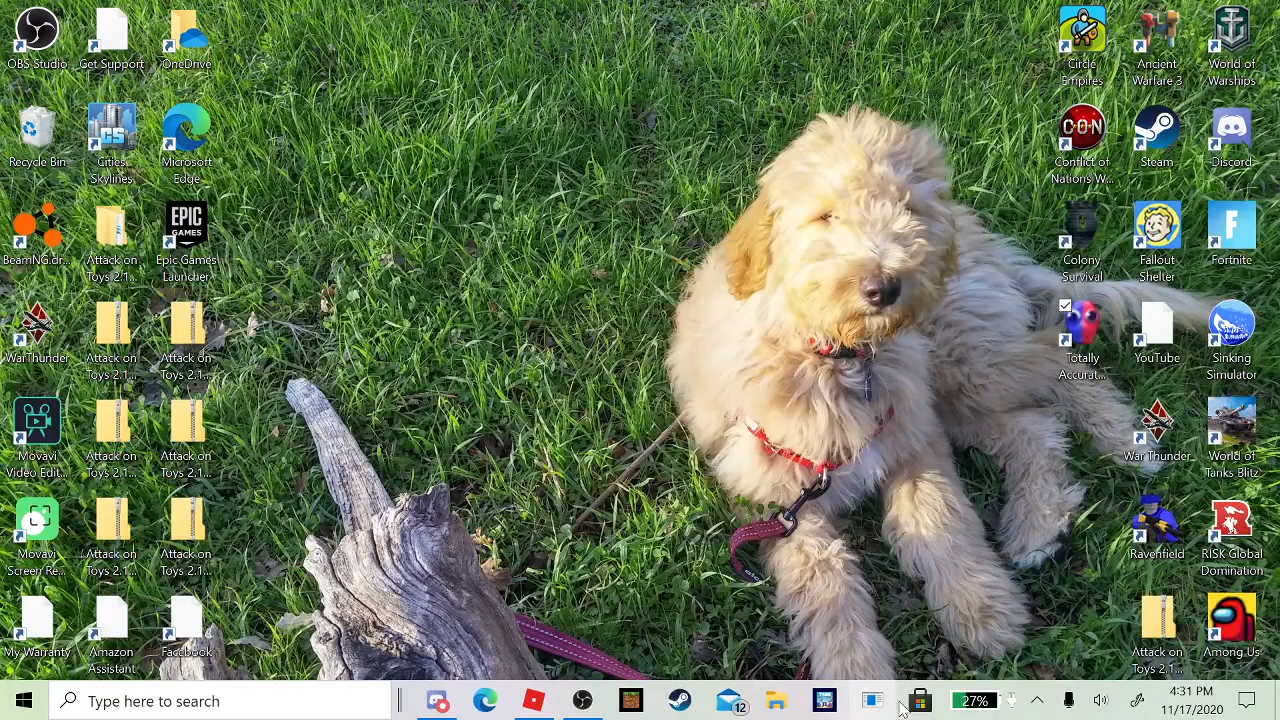 OBS Studio
Get Support
OneDrive
Recycle Bin
CS
Cities
Skylines
Microsoft
Edge
BeamNG.dr...
Attack on
Toys 2.1...
EPIC
GAMES
Epic Games
Launcher
WarThunder
Attack on
Toys 2.1...
Attack on
Toys 2.1...
Movavi
Video Edit...
Attack on
Toys 2.1...
Attack on
Toys 2.1...
Movavi
Screen Re...
Attack on
Toys 2.1...
Attack on
Toys 2.1...
My Warranty
Amazon
Assistant
Facebook
Circle
Empires
Ancient
Warfare 3
World of
Warships
C·O·N
Conflict of
Nations W...
Steam
Discord
Colony
Survival
Fallout
Shelter
F
Fortnite
Totally
Accurat...
YouTube
Sinking
Simulator
War Thunder
World of
Tanks Blitz
Ravenfield
R
RISK Global
Domination
Attack on
Toys 2.1...
Among Us
Type here to search
12
27%
4:31 PM
11/17/2020